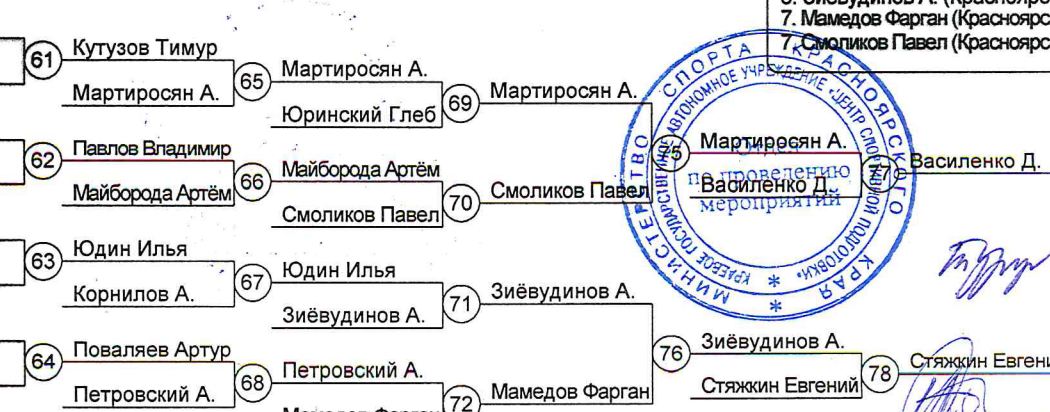 7. Мамедов Фарган (Красноярс
7. Смоликов Павел (Красноярс
61 Кутузов Тимур
Мартиросян А.
65 Мартиросян А.
Юринский Глеб
69 Мартиросян А.
62 Павлов Владимир
Майборода Артём
66 Майборода Артём
Смоликов Павел
70 Смоликов Павел
75 Мартиросян А.
Василенко Д.
77 Василенко Д.
63 Юдин Илья
Корнилов А.
67 Юдин Илья
Зиёвудинов А.
71 Зиёвудинов А.
64 Поваляев Артур
Петровский А.
68 Петровский А.
72 Мамедов Фарган
76 Зиёвудинов А.
Стяжкин Евгений
78 Стяжкин Евгени
МИНИСТЕРСТВО СПОРТА КРАСНОЯРСКОГО КРАЯ
КРАЕВОЕ ГОСУДАРСТВЕННОЕ АВТОНОМНОЕ УЧРЕЖДЕНИЕ «ЦЕНТР СПОРТИВНОЙ ПОДГОТОВКИ»
Отдел
по проведению
мероприятий